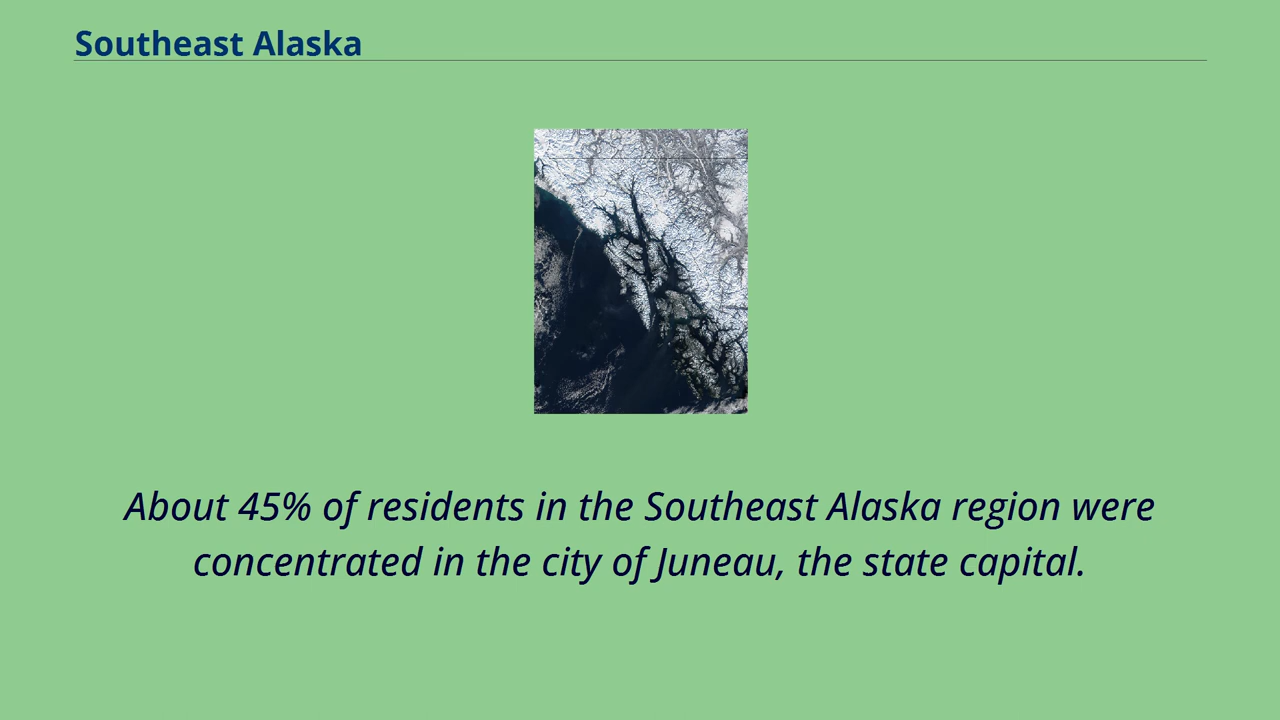 Southeast Alaska
About 45% of residents in the Southeast Alaska region were
concentrated in the city of Juneau, the state capital.